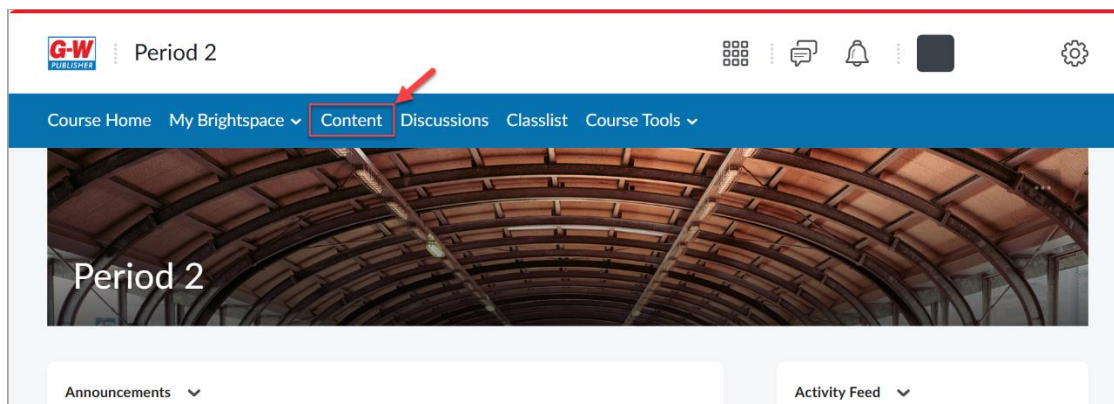 G-W
PUBLISHER
Period 2
Course Home My Brightspace Content Discussions Classlist Course Tools
Period 2
Announcements
Activity Feed